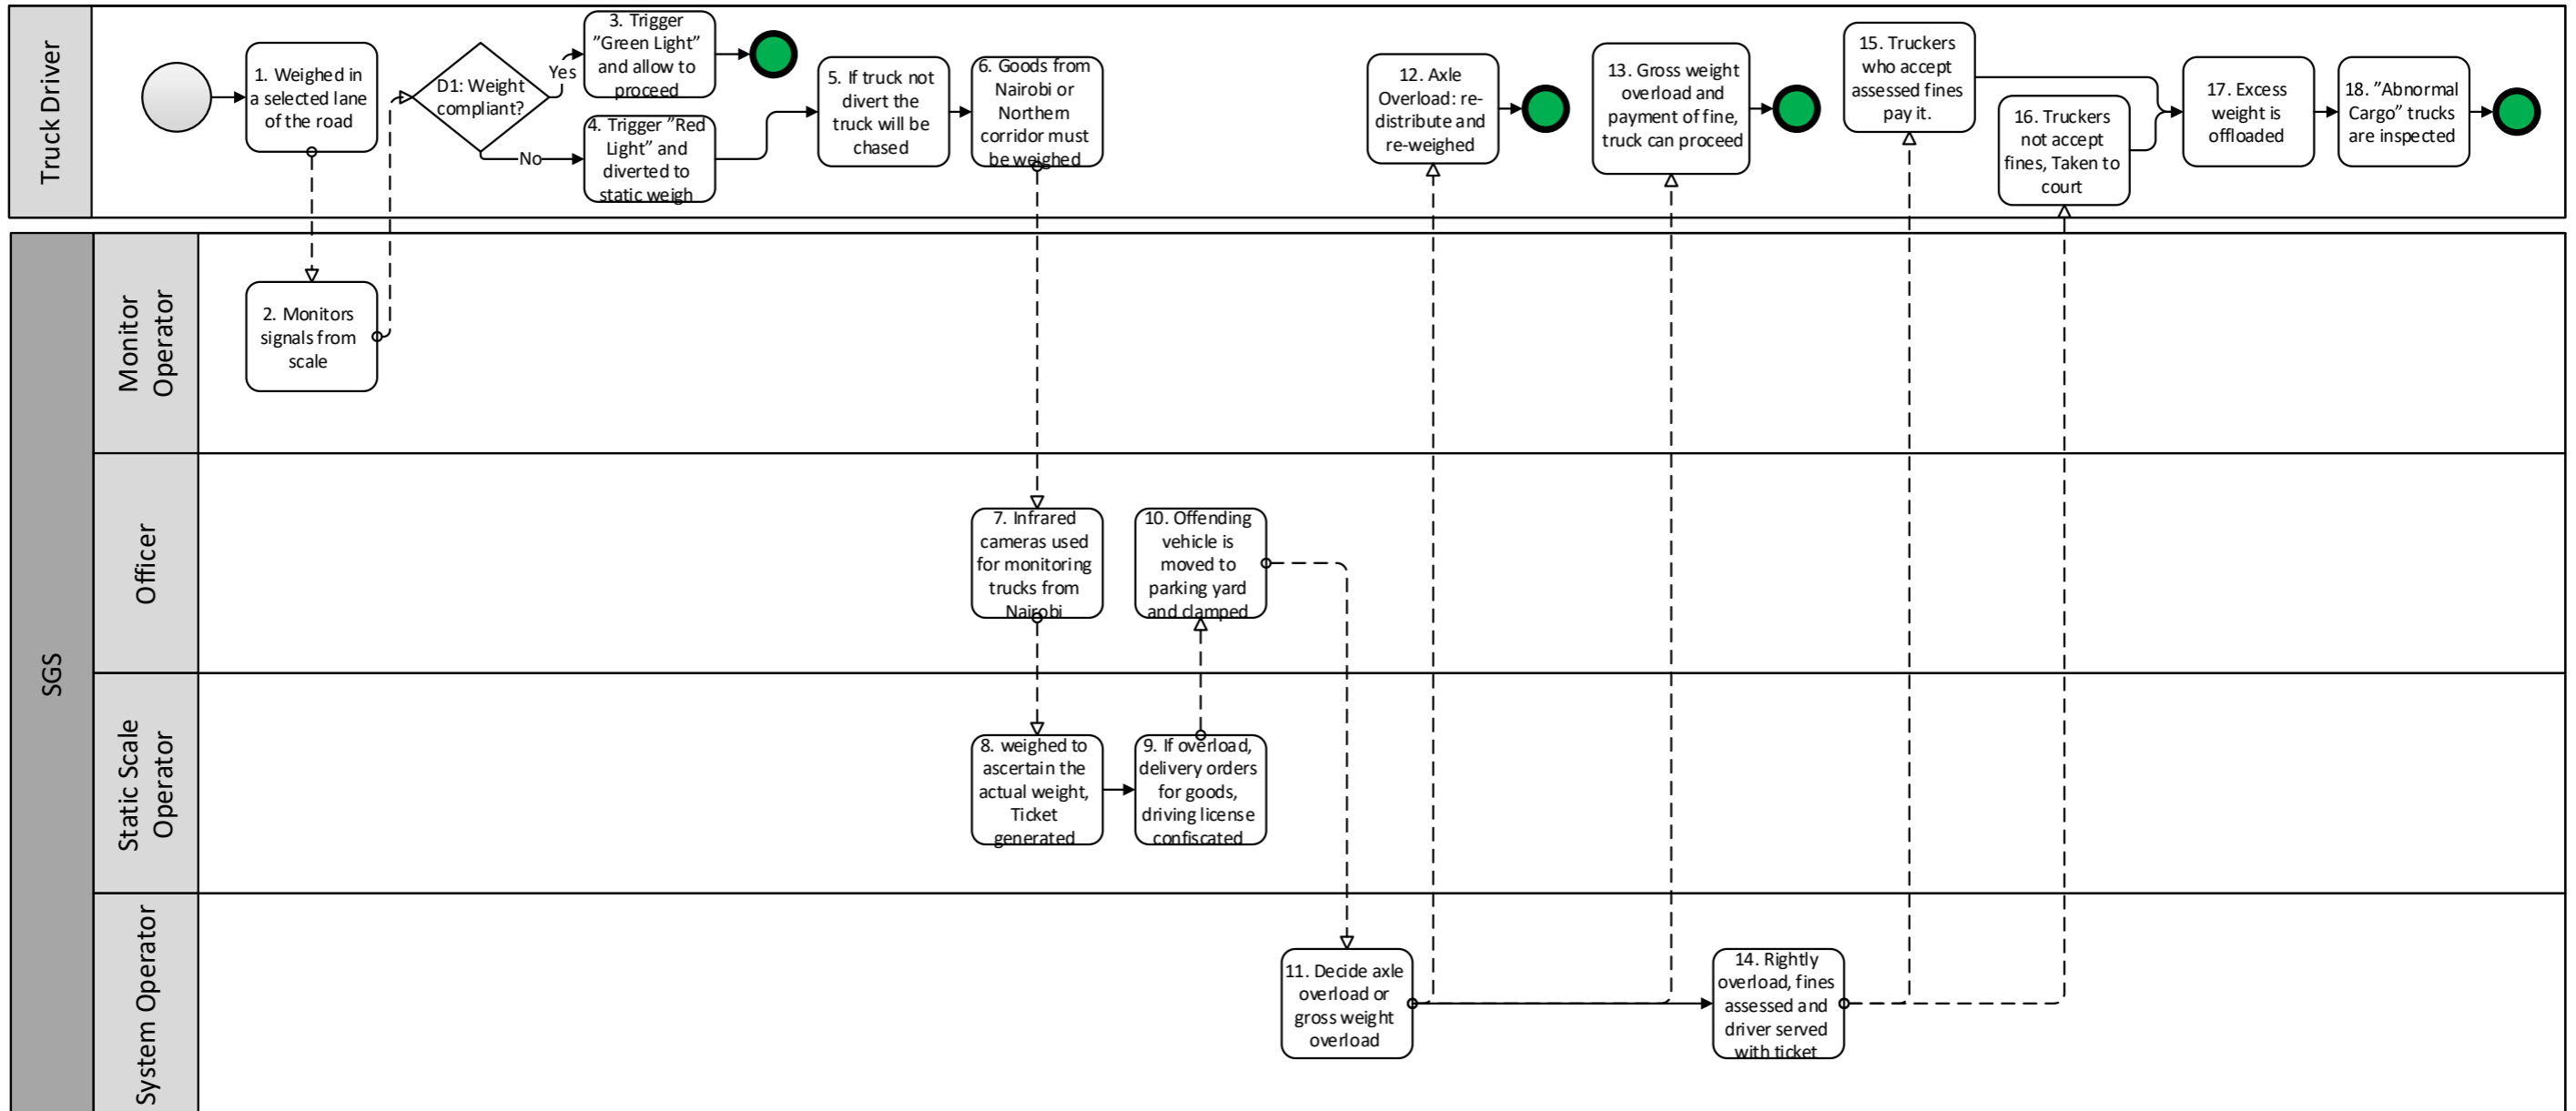 Truck Driver
1. Weighed in
a selected lane
of the road
D1: Weight
compliant?
Yes
No
3. Trigger
”Green Light”
and allow to
proceed
4. Trigger ”Red
Light” and
diverted to
static weigh
5. If truck not
divert the
truck will be
chased
6. Goods from
Nairobi or
Northern
corridor must
be weighed
12. Axle
Overload: re-
distribute and
re-weighed
13. Gross weight
overload and
payment of fine,
truck can proceed
15. Truckers
who accept
assessed fines
pay it.
16. Truckers
not accept
fines, Taken to
court
17. Excess
weight is
offloaded
18. ”Abnormal
Cargo” trucks
are inspected
SGS
Monitor
Operator
2. Monitors
signals from
scale
Officer
7. Infrared
cameras used
for monitoring
trucks from
Nairobi
10. Offending
vehicle is
moved to
parking yard
and clamped
Static Scale
Operator
8. weighed to
ascertain the
actual weight,
Ticket
generated
9. If overload,
delivery orders
for goods,
driving license
confiscated
System Operator
11. Decide axle
overload or
gross weight
overload
14. Rightly
overload, fines
assessed and
driver served
with ticket